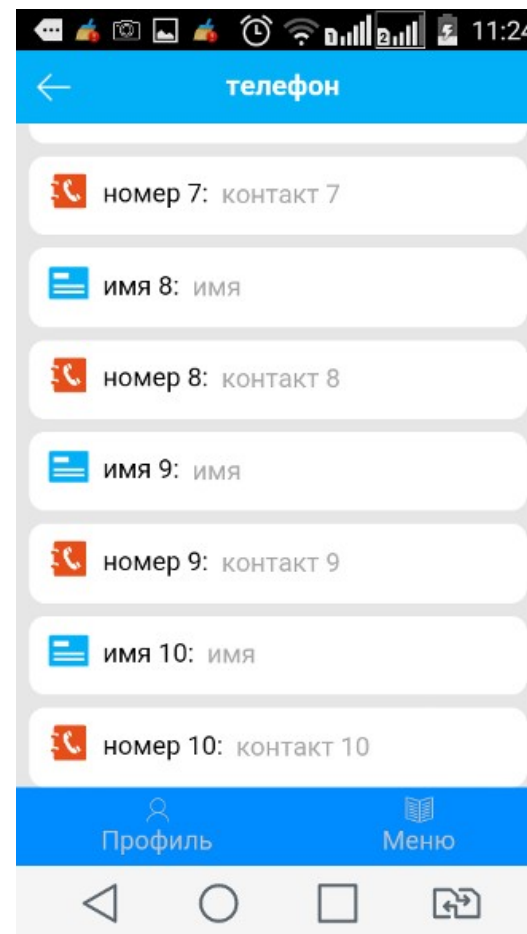 11:24
телефон
номер 7: контакт 7
имя 8: имя
номер 8: контакт 8
имя 9: имя
номер 9: контакт 9
имя 10: имя
номер 10: контакт 10
Профиль Меню